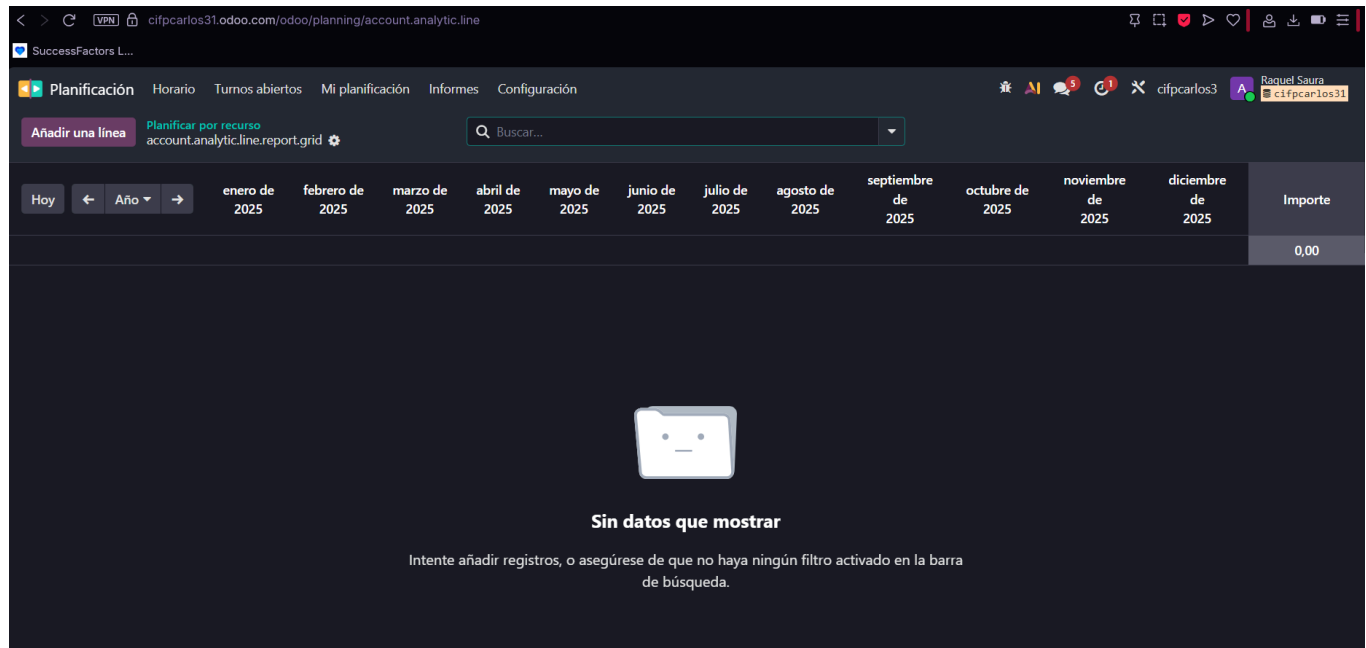 VPN cifpcarlos31.odoo.com/odoo/planning/account.analytic.line
SuccessFactors L...
Planificación Horario Turnos abiertos Mi planificación Informes Configuración AI 5 1 cifpcarlos3 A Raquel Saura
cifpcarlos31
Añadir una línea Planificar por recurso
account.analytic.line.report.grid
Buscar...
Hoy Año
enero de
2025
febrero de
2025
marzo de
2025
abril de
2025
mayo de
2025
junio de
2025
julio de
2025
agosto de
2025
septiembre
de
2025
octubre de
2025
noviembre
de
2025
diciembre
de
2025
Importe
0,00
Sin datos que mostrar
Intente añadir registros, o asegúrese de que no haya ningún filtro activado en la barra
de búsqueda.